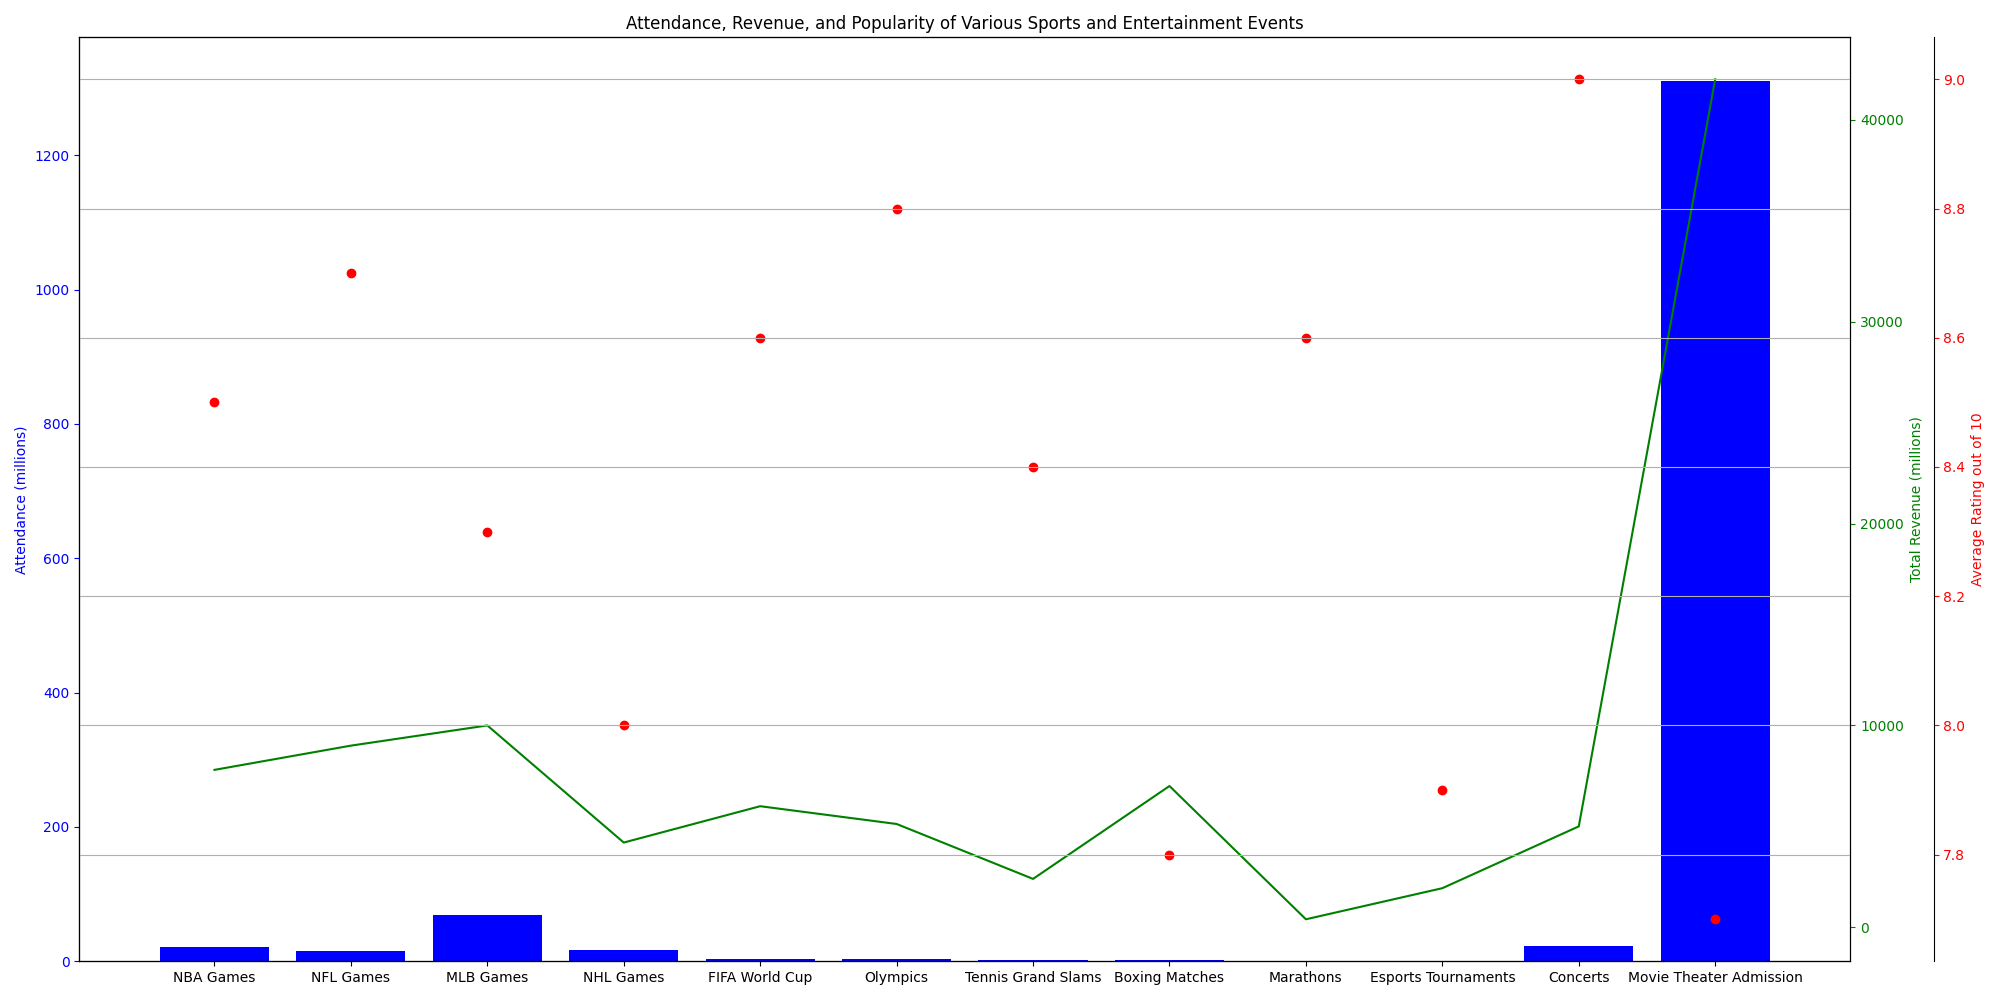 Attendance, Revenue, and Popularity of Various Sports and Entertainment Events
Attendance (millions)
1200
1000
800
600
400
200
0
NBA Games
NFL Games
MLB Games
NHL Games
FIFA World Cup
Olympics
Tennis Grand Slams
Boxing Matches
Marathons
Esports Tournaments
Concerts
Movie Theater Admission
40000
30000
20000
10000
0
Total Revenue (millions)
9.0
8.8
8.6
8.4
8.2
8.0
7.8
Average Rating out of 10